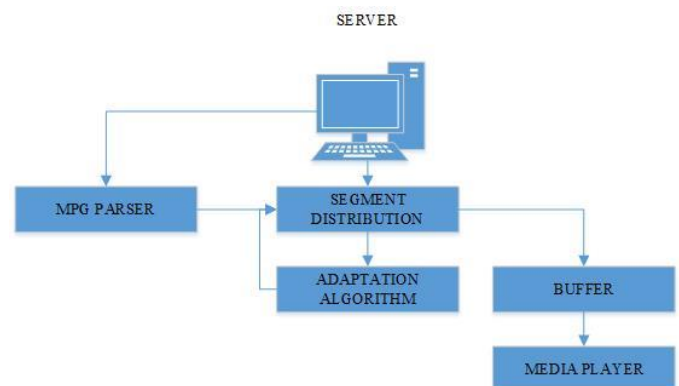 SERVER
MPG PARSER
SEGMENT
DISTRIBUTION
ADAPTATION
ALGORITHM
BUFFER
MEDIA PLAYER